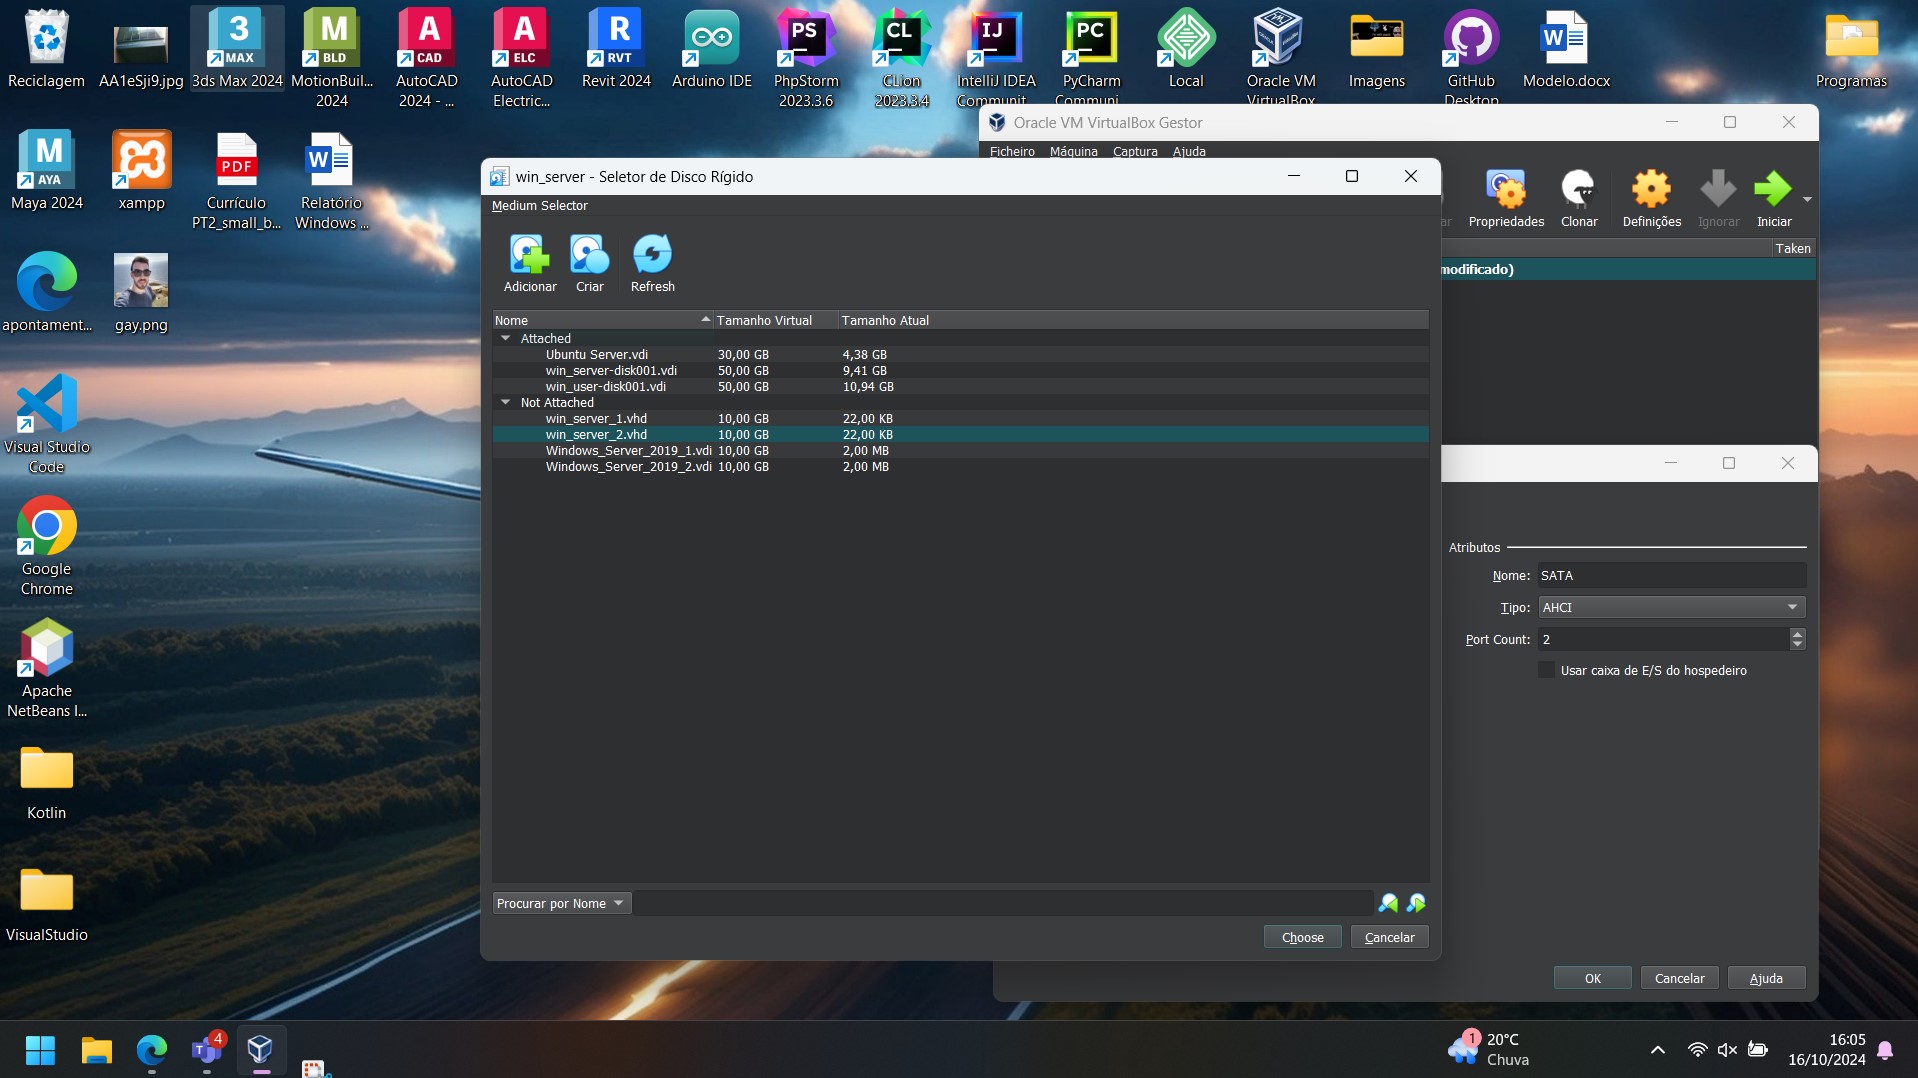 3
MAX
M
BLD
A
CAD
A
ELC
R
RVT
PS
CL
IJ
PC
Reciclagem
AA1eSji9.jpg
3ds Max 2024
MotionBuil...
2024
AutoCAD
2024 - ...
AutoCAD
Electric...
Revit 2024
Arduino IDE
PhpStorm
2023.3.6
CLion
2023.3.4
IntelliJ IDEA
Communit...
PyCharm
Communi...
Local
Oracle VM
VirtualBox
Imagens
GitHub
Desktop
Modelo.docx
Programas
M
AYA
PDF
Maya 2024
xampp
Currículo
PT2_small_b...
Relatório
Windows ...
apontament...
gay.png
Visual Studio
Code
Google
Chrome
Apache
NetBeans I...
Kotlin
VisualStudio
Oracle VM VirtualBox Gestor
Ficheiro Máquina Captura Ajuda
Propriedades Clonar Definições Ignorar Iniciar
Taken
modificado)
win_server - Seletor de Disco Rígido
Medium Selector
Adicionar Criar Refresh
Nome Tamanho Virtual Tamanho Atual
Attached
Ubuntu Server.vdi 30,00 GB 4,38 GB
win_server-disk001.vdi 50,00 GB 9,41 GB
win_user-disk001.vdi 50,00 GB 10,94 GB
Not Attached
win_server_1.vhd 10,00 GB 22,00 KB
win_server_2.vhd 10,00 GB 22,00 KB
Windows_Server_2019_1.vdi 10,00 GB 2,00 MB
Windows_Server_2019_2.vdi 10,00 GB 2,00 MB
Procurar por Nome
Choose Cancelar
Atributos
Nome: SATA
Tipo: AHCI
Port Count: 2
Usar caixa de E/S do hospedeiro
OK Cancelar Ajuda
4
1
20°C
Chuva
16:05
16/10/2024